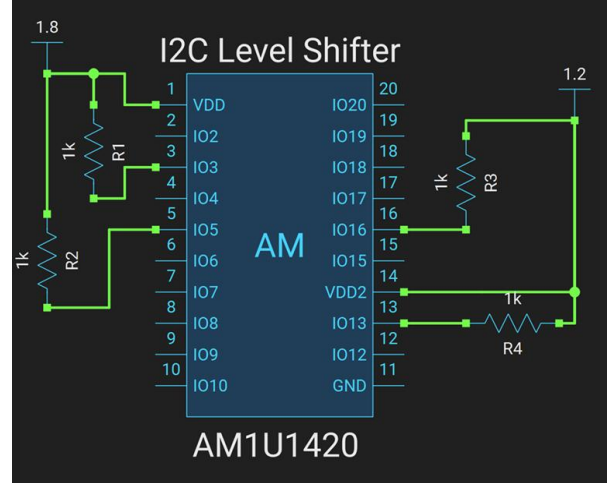 1.8
I2C Level Shifter
1.2
1
VDD
20
IO20
2
IO2
19
IO19
3
IO3
18
IO18
4
IO4
17
IO17
5
IO5
16
IO16
6
IO6
15
IO15
7
IO7
14
VDD2
8
IO8
13
IO13
9
IO9
12
IO12
10
IO10
11
GND
AM
1k
R1
1k
R2
1k
R3
1k
R4
AM1U1420